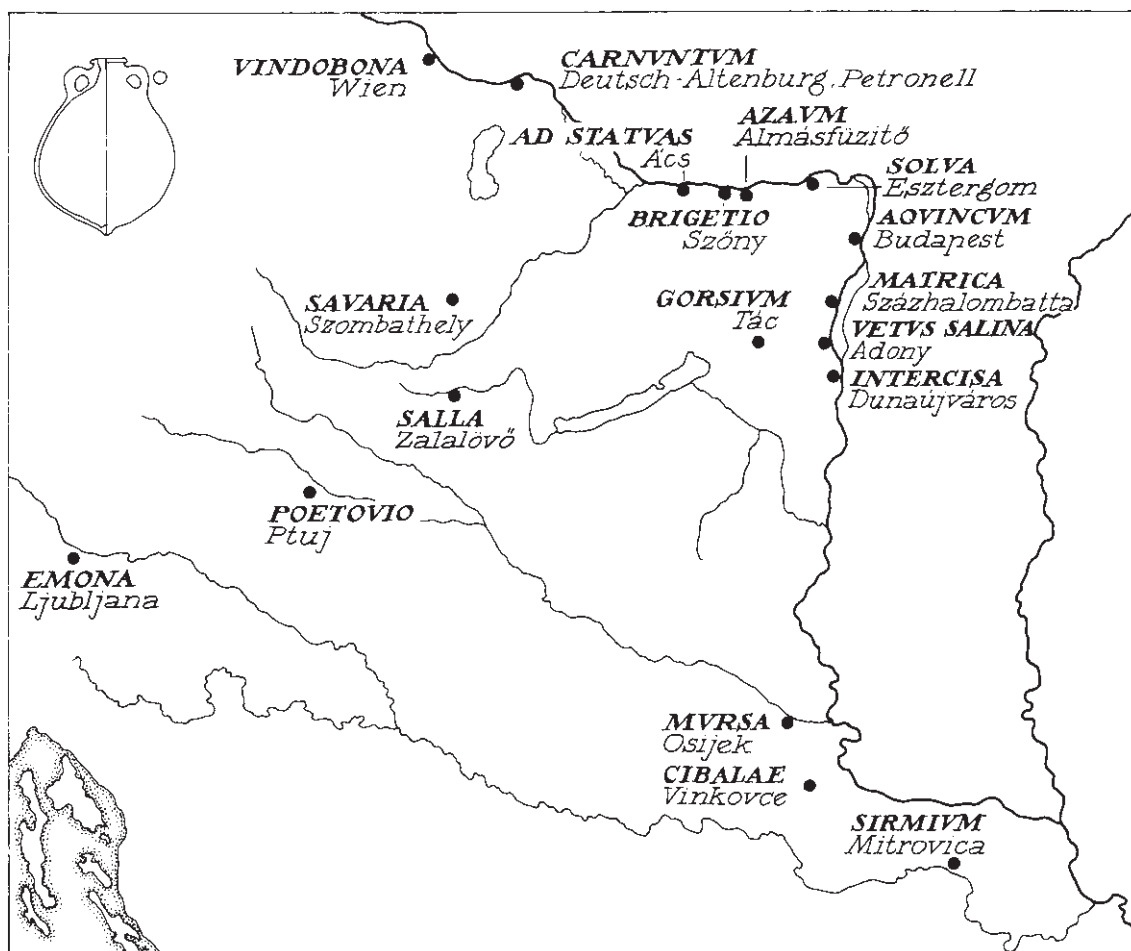 VINDOBONA
Wien
CARNVNTVM
Deutsch-Altenburg, Petronell
AD STATVAS
Ács
AZAVM
Almásfüzitő
SOLVA
Esztergom
BRIGETIO
Szőny
AQVINCVM
Budapest
SAVARIA
Szombathely
GORSIVM
Tác
MATRICA
Százhalombatta
VETVS SALINA
Adony
INTERCISA
Dunaújváros
SALLA
Zalalövő
POETOVIO
Ptuj
EMONA
Ljubljana
MVRSA
Osijek
CIBALAE
Vinkovce
SIRMIVM
Mitrovica